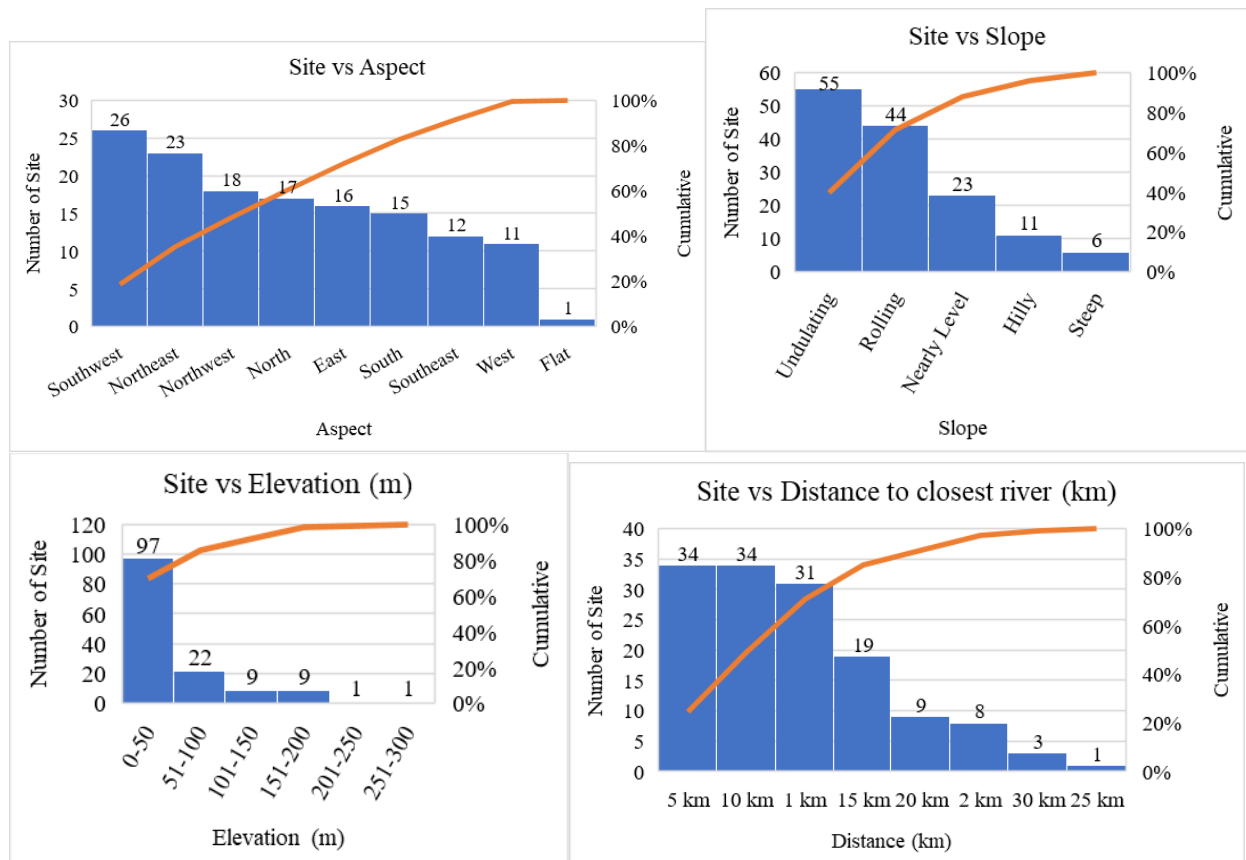 Site vs Aspect
Number of Site
30
25
20
15
10
5
0
26
23
18
17
16
15
12
11
1
100%
80%
60%
40%
20%
0%
Cumulative
Southwest
Northeast
Northwest
North
East
South
Southeast
West
Flat
Aspect
Site vs Slope
Number of Site
60
50
40
30
20
10
0
55
44
23
11
6
100%
80%
60%
40%
20%
0%
Cumulative
Undulating
Rolling
Nearly Level
Hilly
Steep
Slope
Site vs Elevation (m)
Number of Site
120
100
80
60
40
20
0
97
22
9
9
1
1
100%
80%
60%
40%
20%
0%
Cumulative
0-50
51-100
101-150
151-200
201-250
251-300
Elevation (m)
Site vs Distance to closest river (km)
Number of Site
40
35
30
25
20
15
10
5
0
34
34
31
19
9
8
3
1
100%
80%
60%
40%
20%
0%
Cumulative
5 km 10 km 1 km 15 km 20 km 2 km 30 km 25 km
Distance (km)